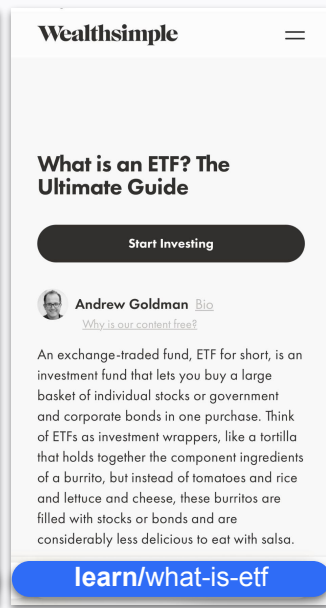 Wealthsimple
What is an ETF? The
Ultimate Guide
Start Investing
Andrew Goldman Bio
Why is our content free?
An exchange-traded fund, ETF for short, is an
investment fund that lets you buy a large
basket of individual stocks or government
and corporate bonds in one purchase. Think
of ETFs as investment wrappers, like a tortilla
that holds together the component ingredients
of a burrito, but instead of tomatoes and rice
and lettuce and cheese, these burritos are
filled with stocks or bonds and are
considerably less delicious to eat with salsa.
learn/what-is-etf